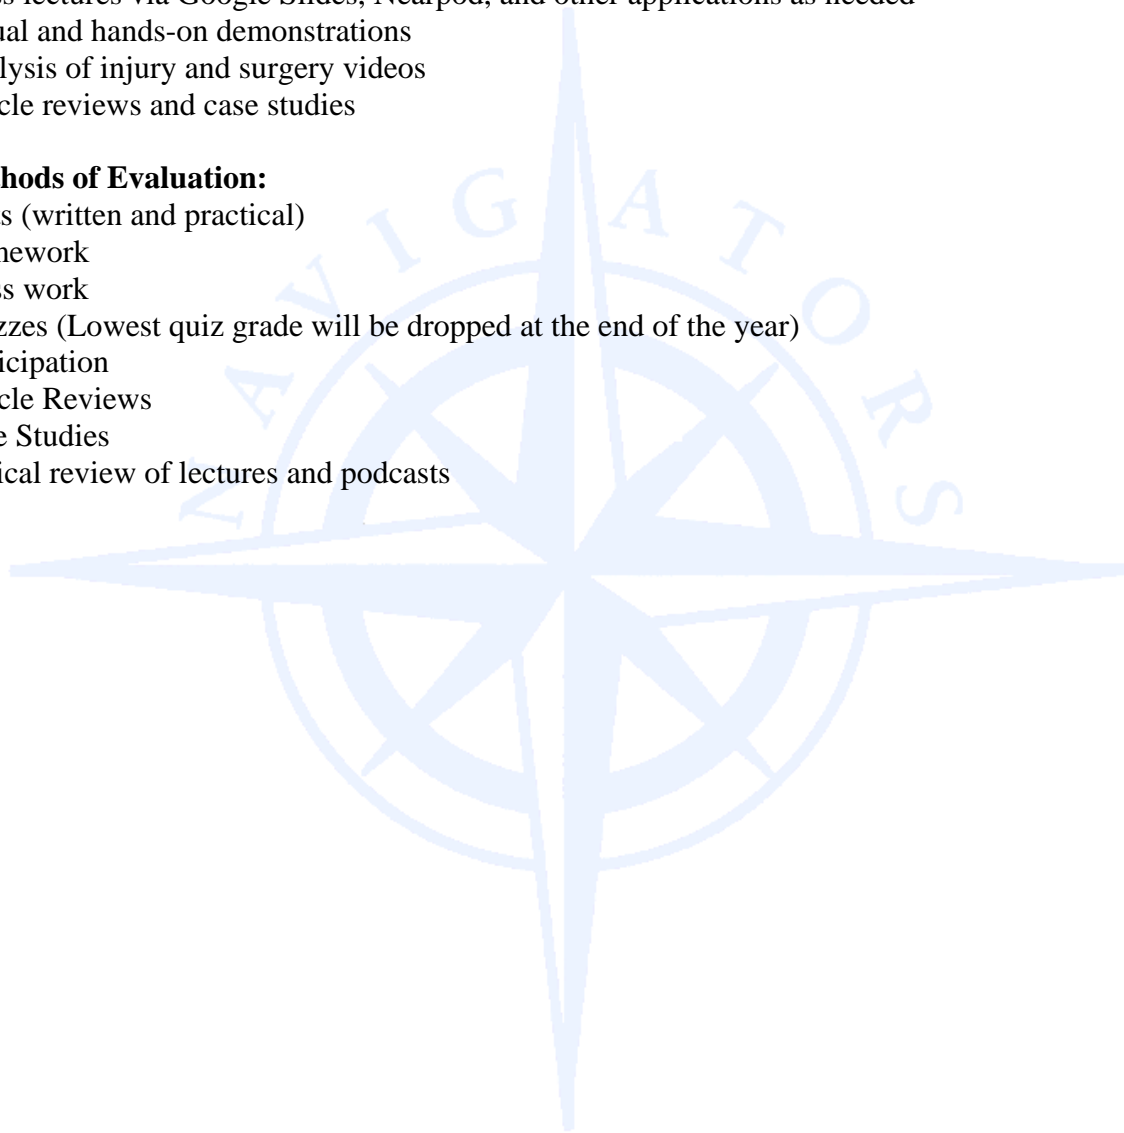 s lectures via Google Slides, Nearpod, and other applications as needed
ual and hands-on demonstrations
lysis of injury and surgery videos
cle reviews and case studies
hods of Evaluation:
s (written and practical)
nework
ss work
zzes (Lowest quiz grade will be dropped at the end of the year)
icipation
cle Reviews
e Studies
ical review of lectures and podcasts
NAVIGATORS